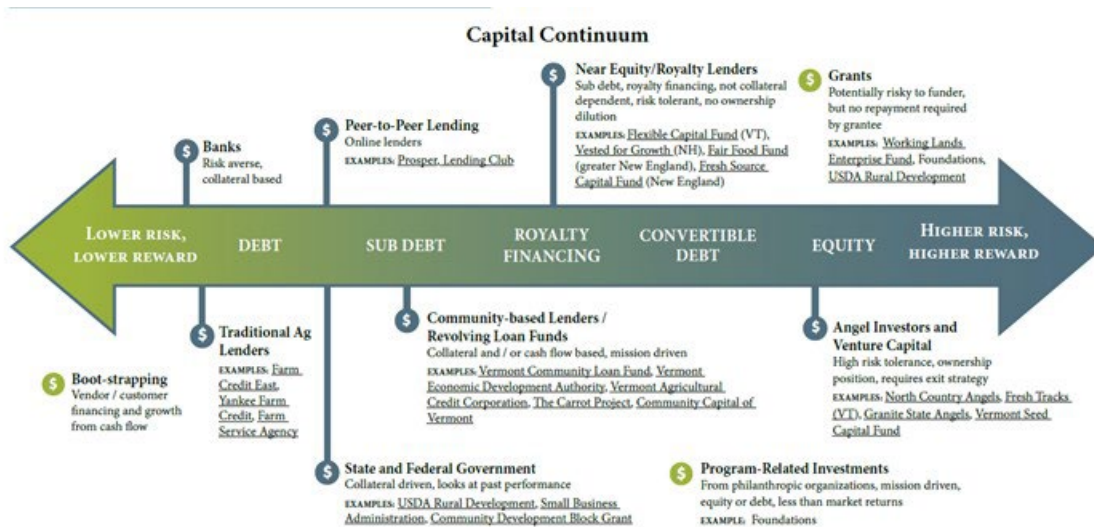 Capital Continuum
$
Banks
Risk averse,
collateral based
$
Peer-to-Peer Lending
Online lenders
EXAMPLES: Prosper, Lending Club
$
Near Equity/Royalty Lenders
Sub debt, royalty financing, not collateral
dependent, risk tolerant, no ownership
dilution
EXAMPLES: Flexible Capital Fund (VT),
Vested for Growth (NH), Fair Food Fund
(greater New England), Fresh Source
Capital Fund (New England)
$
Grants
Potentially risky to funder,
but no repayment required
by grantee
EXAMPLES: Working Lands
Enterprise Fund, Foundations,
USDA Rural Development
LOWER RISK,
LOWER REWARD
DEBT
SUB DEBT
ROYALTY
FINANCING
CONVERTIBLE
DEBT
EQUITY
HIGHER RISK,
HIGHER REWARD
$
Boot-strapping
Vendor / customer
financing and growth
from cash flow
$
Traditional Ag
Lenders
EXAMPLES: Farm
Credit East,
Yankee Farm
Credit, Farm
Service Agency
$
Community-based Lenders /
Revolving Loan Funds
Collateral and / or cash flow based, mission driven
EXAMPLES: Vermont Community Loan Fund, Vermont
Economic Development Authority, Vermont Agricultural
Credit Corporation, The Carrot Project, Community Capital of
Vermont
$
Angel Investors and
Venture Capital
High risk tolerance, ownership
position, requires exit strategy
EXAMPLES: North Country Angels, Fresh Tracks
(VT), Granite State Angels, Vermont Seed
Capital Fund
$
State and Federal Government
Collateral driven, looks at past performance
EXAMPLES: USDA Rural Development, Small Business
Administration, Community Development Block Grant
$
Program-Related Investments
From philanthropic organizations, mission driven,
equity or debt, less than market returns
EXAMPLE: Foundations